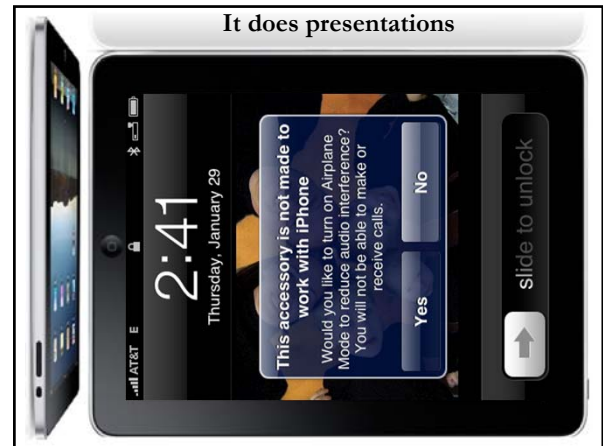 It does presentations
AT&T E
2:41
Thursday, January 29
This accessory is not made to
work with iPhone
Would you like to turn on Airplane
Mode to reduce audio interference?
You will not be able to make or
receive calls.
Yes No
slide to unlock